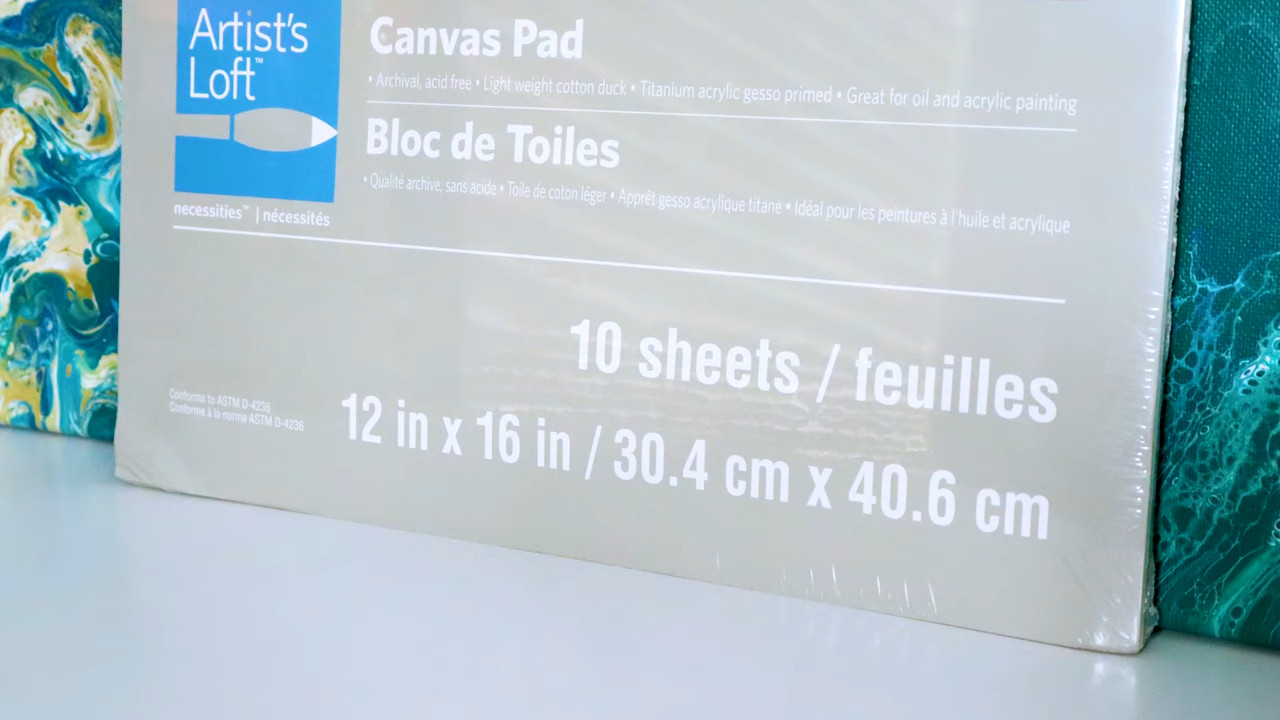 Artist's
Loft™
necessities™ | nécessités
Canvas Pad
• Archival, acid free • Light weight cotton duck • Titanium acrylic gesso primed • Great for oil and acrylic painting
Bloc de Toiles
• Qualité archive, sans acide • Toile de coton léger • Apprêt gesso acrylique titane • Idéal pour les peintures à l'huile et acrylique
10 sheets / feuilles
12 in x 16 in / 30.4 cm x 40.6 cm
Conforms to ASTM D-4236
Conforme à la norme ASTM D-4236